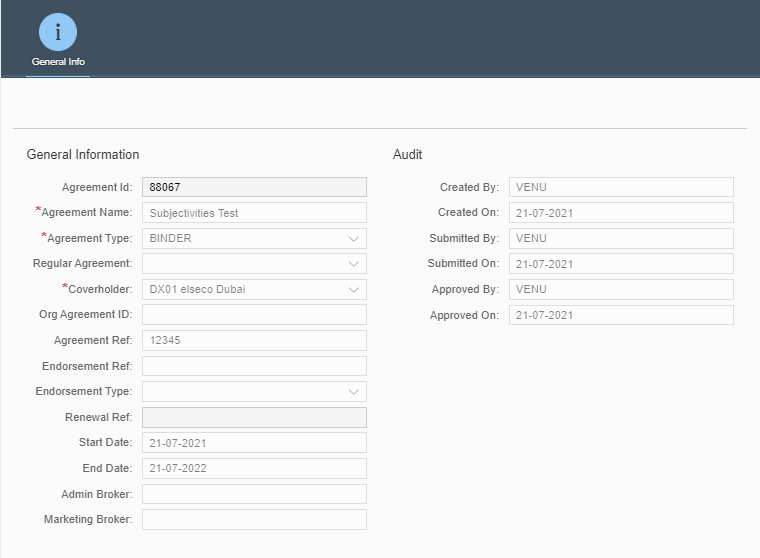 i
General Info
General Information
Agreement Id: 88067
*Agreement Name: Subjectivities Test
*Agreement Type: BINDER
Regular Agreement:
*Coverholder: DX01 elseco Dubai
Org Agreement ID:
Agreement Ref: 12345
Endorsement Ref:
Endorsement Type:
Renewal Ref:
Start Date: 21-07-2021
End Date: 21-07-2022
Admin Broker:
Marketing Broker:
Audit
Created By: VENU
Created On: 21-07-2021
Submitted By: VENU
Submitted On: 21-07-2021
Approved By: VENU
Approved On: 21-07-2021